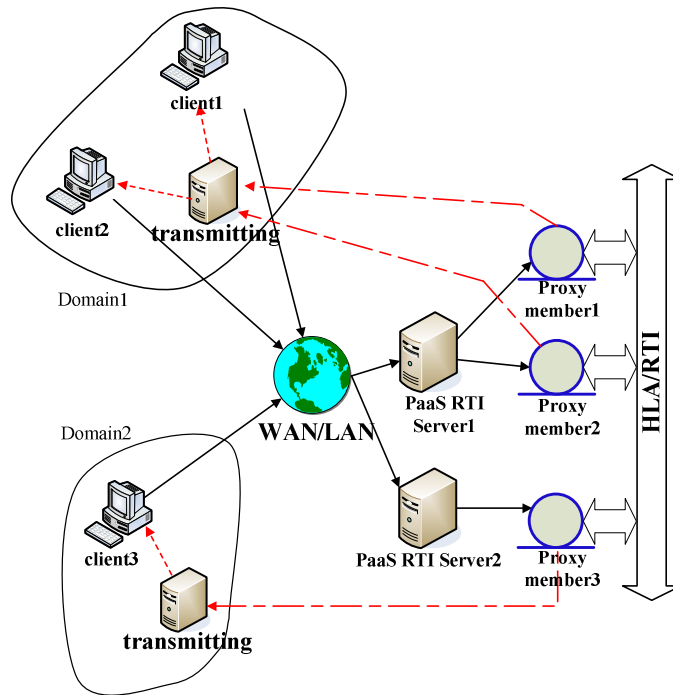 client1
client2
transmitting
Domain1
Proxy
member1
WAN/LAN
PaaS RTI
Server1
Proxy
member2
HLA/RTI
Domain2
client3
PaaS RTI Server2
Proxy
member3
transmitting